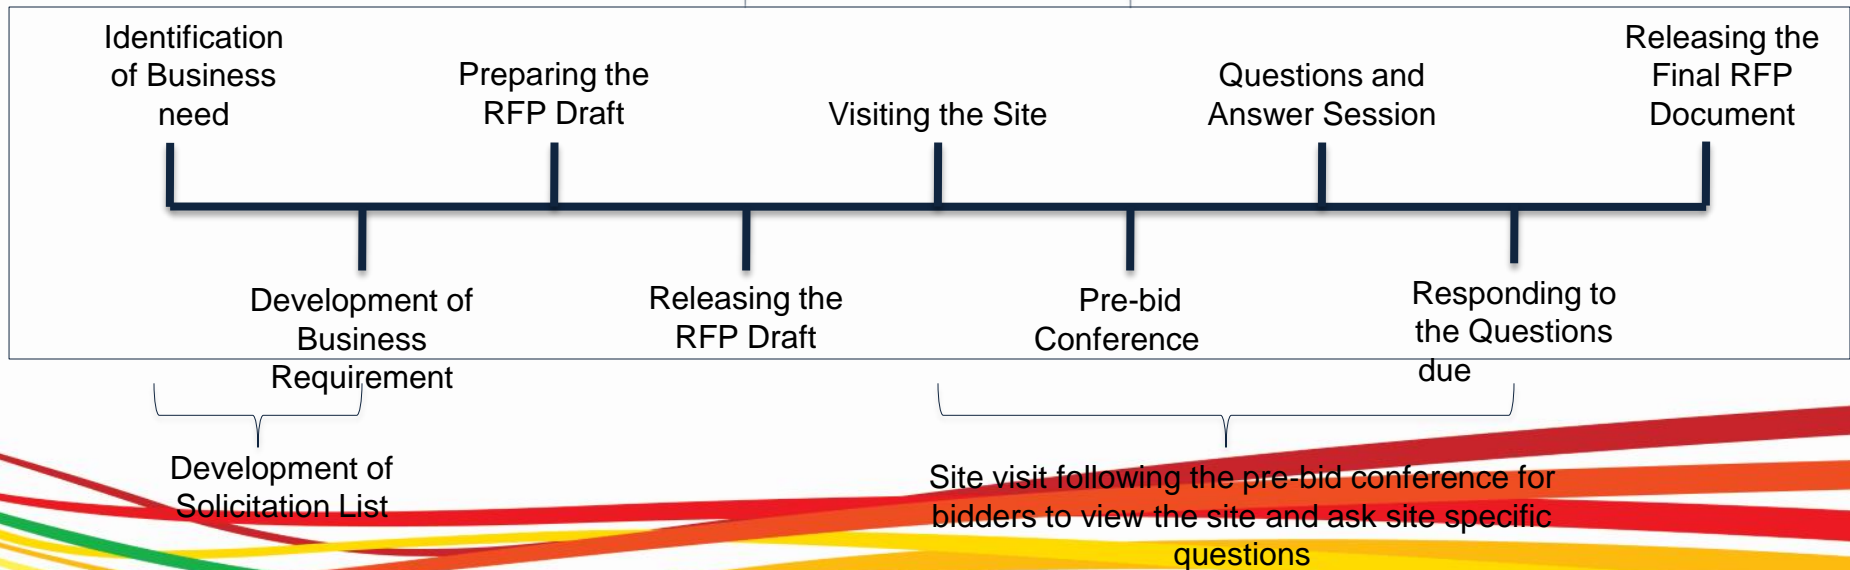 Identification
of Business
need
Preparing the
RFP Draft
Visiting the Site
Questions and
Answer Session
Releasing the
Final RFP
Document
Development of
Business
Requirement
Releasing the
RFP Draft
Pre-bid
Conference
Responding to
the Questions
due
Development of
Solicitation List
Site visit following the pre-bid conference for
bidders to view the site and ask site specific
questions